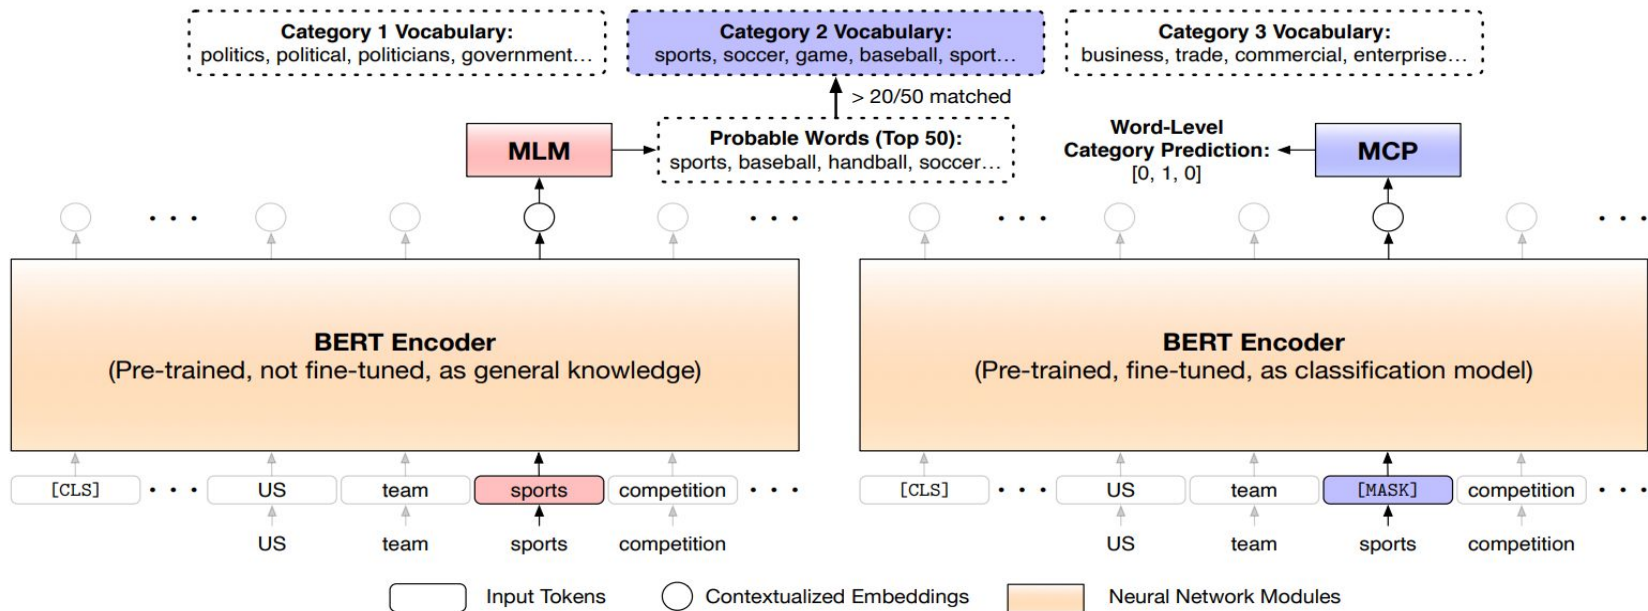 Category 1 Vocabulary:
politics, political, politicians, government...
Category 2 Vocabulary:
sports, soccer, game, baseball, sport...
Category 3 Vocabulary:
business, trade, commercial, enterprise...
> 20/50 matched
MLM
Probable Words (Top 50):
sports, baseball, handball, soccer...
Word-Level
Category Prediction:
[0, 1, 0]
MCP
BERT Encoder
(Pre-trained, not fine-tuned, as general knowledge)
BERT Encoder
(Pre-trained, fine-tuned, as classification model)
[CLS] ... US team sports competition ...
[CLS] ... US team [MASK] competition ...
US team sports competition
US team sports competition
Input Tokens
Contextualized Embeddings
Neural Network Modules